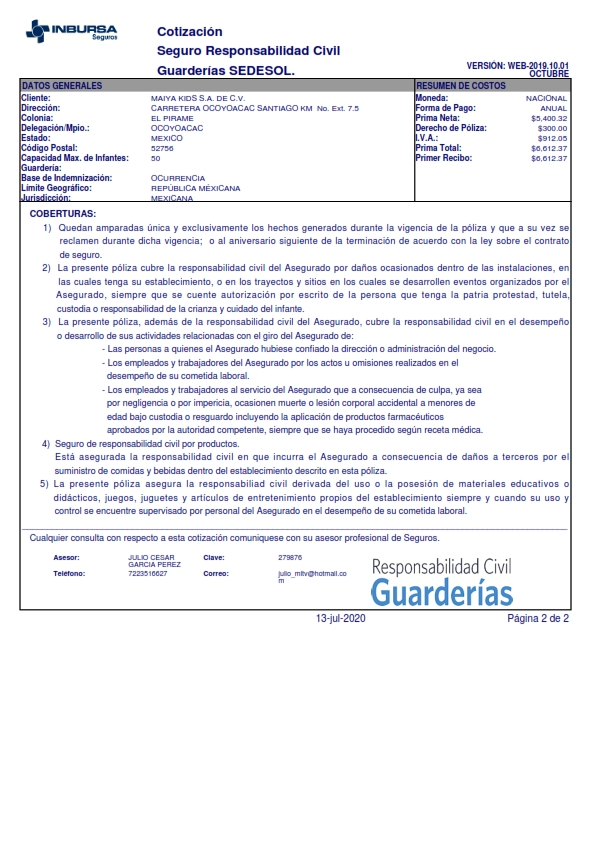 INBURSA
Seguros
Cotización
Seguro Responsabilidad Civil
Guarderías SEDESOL.
VERSIÓN: WEB-2019.10.01
OCTUBRE
DATOS GENERALES
Cliente: MAIYA KIDS S.A. DE C.V.
Dirección: CARRETERA OCOYOACAC SANTIAGO KM No. Ext. 7.5
Colonia: EL PIRAME
Delegación/Mpio.: OCOYOACAC
Estado: MEXICO
Código Postal: 52756
Capacidad Max. de Infantes: 50
Guardería:
Base de Indemnización: OCURRENCIA
Límite Geográfico: REPÚBLICA MÉXICANA
Jurisdicción: MEXICANA
RESUMEN DE COSTOS
Moneda: NACIONAL
Forma de Pago: ANUAL
Prima Neta: $5,400.32
Derecho de Póliza: $300.00
I.V.A.: $912.05
Prima Total: $6,612.37
Primer Recibo: $6,612.37
COBERTURAS:
1) Quedan amparadas única y exclusivamente los hechos generados durante la vigencia de la póliza y que a su vez se
reclamen durante dicha vigencia; o al aniversario siguiente de la terminación de acuerdo con la ley sobre el contrato
de seguro.
2) La presente póliza cubre la responsabilidad civil del Asegurado por daños ocasionados dentro de las instalaciones, en
las cuales tenga su establecimiento, o en los trayectos y sitios en los cuales se desarrollen eventos organizados por el
Asegurado, siempre que se cuente autorización por escrito de la persona que tenga la patria protestad, tutela,
custodia o responsabilidad de la crianza y cuidado del infante.
3) La presente póliza, además de la responsabilidad civil del Asegurado, cubre la responsabilidad civil en el desempeño
o desarrollo de sus actividades relacionadas con el giro del Asegurado de:
- Las personas a quienes el Asegurado hubiese confiado la dirección o administración del negocio.
- Los empleados y trabajadores del Asegurado por los actos u omisiones realizados en el
desempeño de su cometida laboral.
- Los empleados y trabajadores al servicio del Asegurado que a consecuencia de culpa, ya sea
por negligencia o por impericia, ocasionen muerte o lesión corporal accidental a menores de
edad bajo custodia o resguardo incluyendo la aplicación de productos farmacéuticos
aprobados por la autoridad competente, siempre que se haya procedido según receta médica.
4) Seguro de responsabilidad civil por productos.
Está asegurada la responsabilidad civil en que incurra el Asegurado a consecuencia de daños a terceros por el
suministro de comidas y bebidas dentro del establecimiento descrito en esta póliza.
5) La presente póliza asegura la responsabiliad civil derivada del uso o la posesión de materiales educativos o
didácticos, juegos, juguetes y artículos de entretenimiento propios del establecimiento siempre y cuando su uso y
control se encuentre supervisado por personal del Asegurado en el desempeño de su cometida laboral.
Cualquier consulta con respecto a esta cotización comuniquese con su asesor profesional de Seguros.
Asesor: JULIO CESAR GARCIA PEREZ Clave: 279876
Teléfono: 7223516627 Correo: julio_mitv@hotmail.co
m
Responsabilidad Civil
Guarderías
13-jul-2020 Página 2 de 2